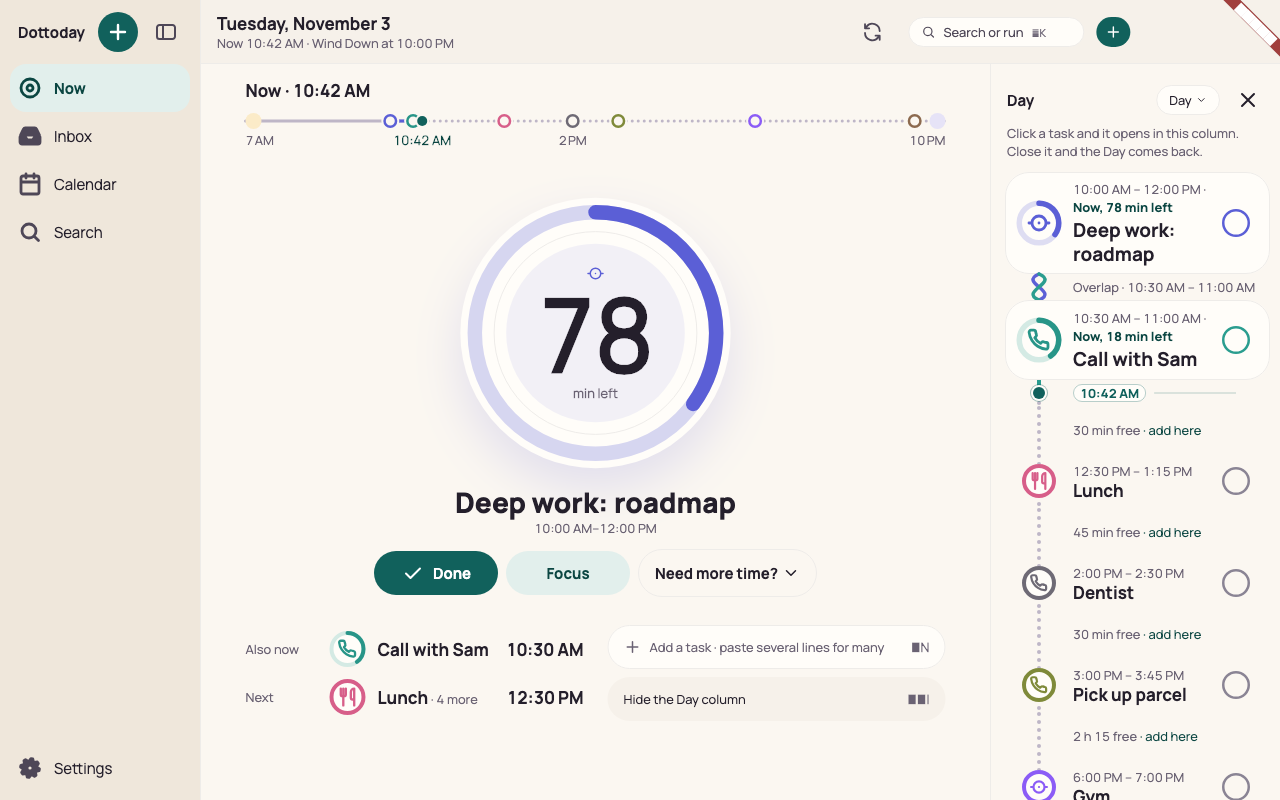 Dottoday
Now
Inbox
Calendar
Search
Settings
Tuesday, November 3
Now 10:42 AM · Wind Down at 10:00 PM
Search or run
K
Now · 10:42 AM
7 AM
10:42 AM
2 PM
10 PM
78
min left
Deep work: roadmap
10:00 AM–12:00 PM
Done
Focus
Need more time?
Also now
Call with Sam
10:30 AM
Next
Lunch · 4 more
12:30 PM
Add a task · paste several lines for many
N
Hide the Day column
Day
Day
Click a task and it opens in this column.
Close it and the Day comes back.
10:00 AM – 12:00 PM ·
Now, 78 min left
Deep work:
roadmap
Overlap · 10:30 AM – 11:00 AM
10:30 AM – 11:00 AM ·
Now, 18 min left
Call with Sam
10:42 AM
30 min free · add here
12:30 PM – 1:15 PM
Lunch
45 min free · add here
2:00 PM – 2:30 PM
Dentist
30 min free · add here
3:00 PM – 3:45 PM
Pick up parcel
2 h 15 free · add here
6:00 PM – 7:00 PM
Gym